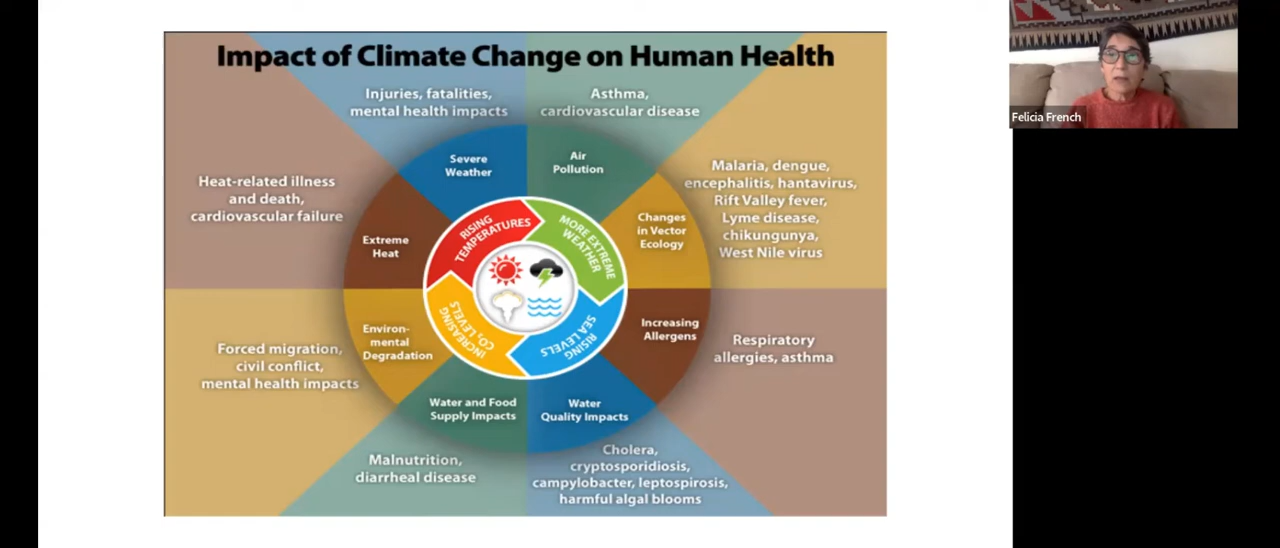 Impact of Climate Change on Human Health
Injuries, fatalities,
mental health impacts
Asthma,
cardiovascular disease
Severe
Weather
Air
Pollution
Malaria, dengue,
encephalitis, hantavirus,
Rift Valley fever,
Lyme disease,
chikungunya,
West Nile virus
Heat-related illness
and death,
cardiovascular failure
Extreme
Heat
Changes
in Vector
Ecology
RISING
TEMPERATURES
MORE EXTREME
WEATHER
RISING
SEA LEVELS
INCREASING
CO₂ LEVELS
Environ-
mental
Degradation
Increasing
Allergens
Forced migration,
civil conflict,
mental health impacts
Respiratory
allergies, asthma
Water and Food
Supply Impacts
Water
Quality Impacts
Malnutrition,
diarrheal disease
Cholera,
cryptosporidiosis,
campylobacter, leptospirosis,
harmful algal blooms
Felicia French